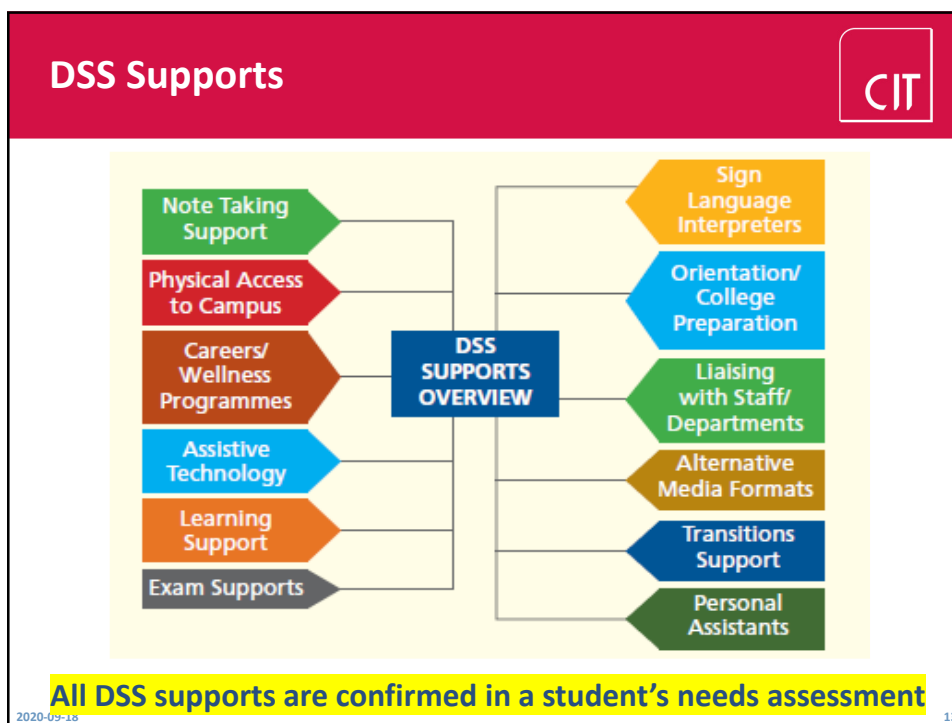 DSS Supports
CIT
Note Taking
Support
Physical Access
to Campus
Careers/
Wellness
Programmes
Assistive
Technology
Learning
Support
Exam Supports
DSS
SUPPORTS
OVERVIEW
Sign
Language
Interpreters
Orientation/
College
Preparation
Liaising
with Staff/
Departments
Alternative
Media Formats
Transitions
Support
Personal
Assistants
All DSS supports are confirmed in a student's needs assessment
2020-09-18